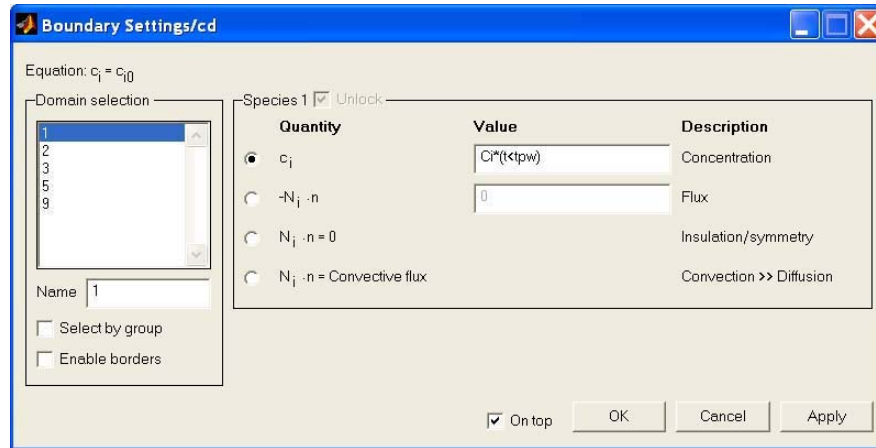 Boundary Settings/cd
Equation: ci = ci0
Domain selection
1
2
3
5
9
Name 1
Select by group
Enable borders
Species 1 Unlock
Quantity Value Description
ci Ci*(t<tpw) Concentration
-Ni ·n 0 Flux
Ni ·n = 0 Insulation/symmetry
Ni ·n = Convective flux Convection >> Diffusion
On top OK Cancel Apply